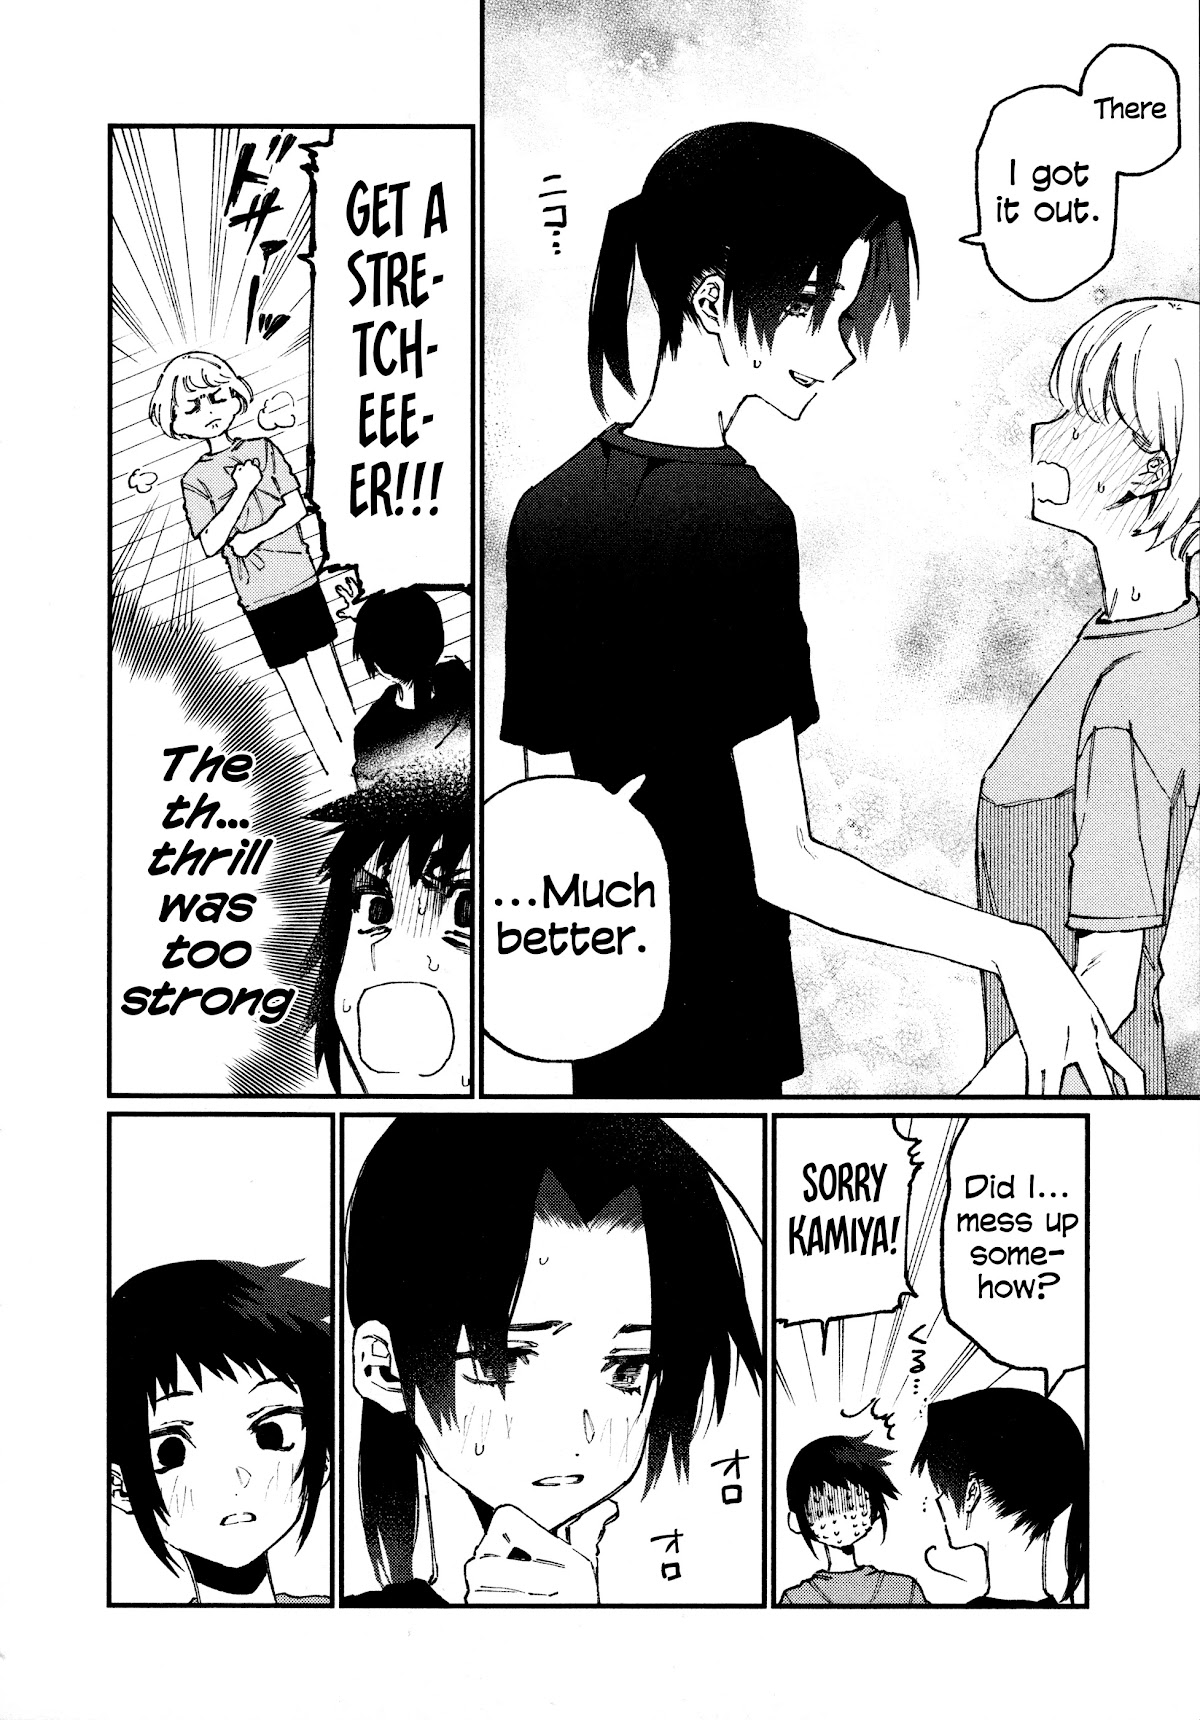 There
I got
it out.
ニコ…
…Much
better.
GET A
STRE-
TCH-
EEE-
ER!!!
ドサーーッ
The
th...
thrill
was
too
strong
Did I...
mess up
some-
how?
SORRY
KAMIYA!
くる…
オロ
オロ